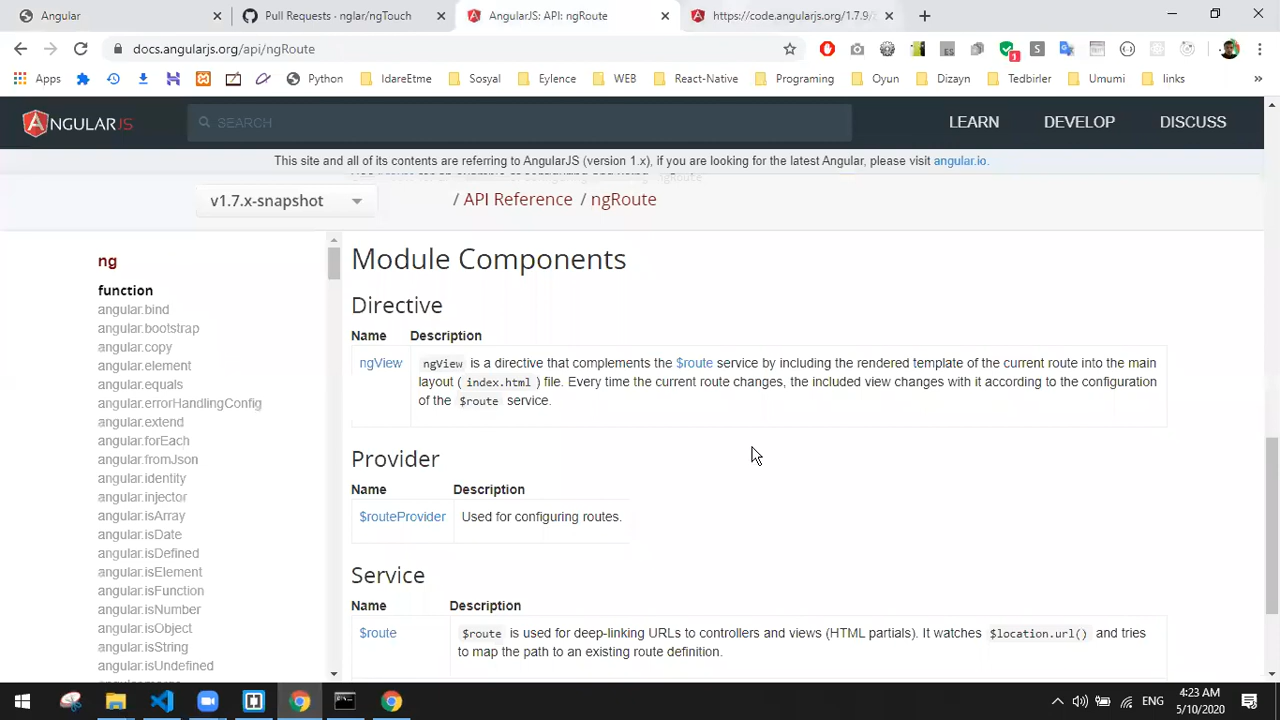 Angular
Pull Requests · nglar/ngTouch
AngularJS: API: ngRoute
https://code.angularjs.org/1.7.9/
docs.angularjs.org/api/ngRoute
1
Apps
Python
IdareEtme
Sosyal
Eylence
WEB
React-Native
Programing
Oyun
Dizayn
Tedbirler
Umumi
links
ANGULARJS
SEARCH
LEARN
DEVELOP
DISCUSS
This site and all of its contents are referring to AngularJS (version 1.x), if you are looking for the latest Angular, please visit angular.io.
v1.7.x-snapshot
/ API Reference / ngRoute
ng
function
angular.bind
angular.bootstrap
angular.copy
angular.element
angular.equals
angular.errorHandlingConfig
angular.extend
angular.forEach
angular.fromJson
angular.identity
angular.injector
angular.isArray
angular.isDate
angular.isDefined
angular.isElement
angular.isFunction
angular.isNumber
angular.isObject
angular.isString
angular.isUndefined
Module Components
Directive
Name Description
ngView ngView is a directive that complements the $route service by including the rendered template of the current route into the main
layout ( index.html ) file. Every time the current route changes, the included view changes with it according to the configuration
of the $route service.
Provider
Name Description
$routeProvider Used for configuring routes.
Service
Name Description
$route $route is used for deep-linking URLs to controllers and views (HTML partials). It watches $location.url() and tries
to map the path to an existing route definition.
ENG
4:23 AM
5/10/2020